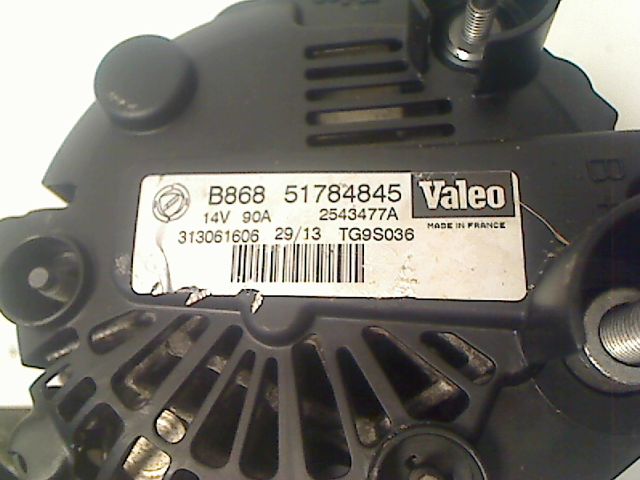 B868 51784845 Valeo
14V 90A 2543477A MADE IN FRANCE
313061606 29/13 TG9S036
B+